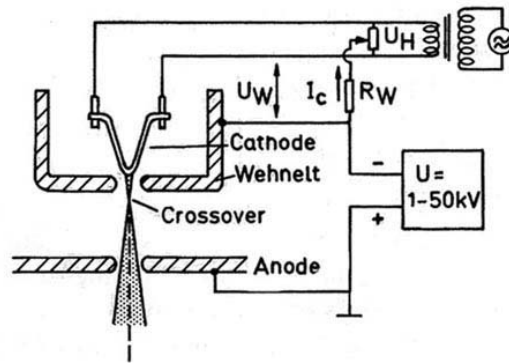 U_H
U_W
I_c
R_W
Cathode
Wehnelt
Crossover
-
U=
1-50kV
+
Anode